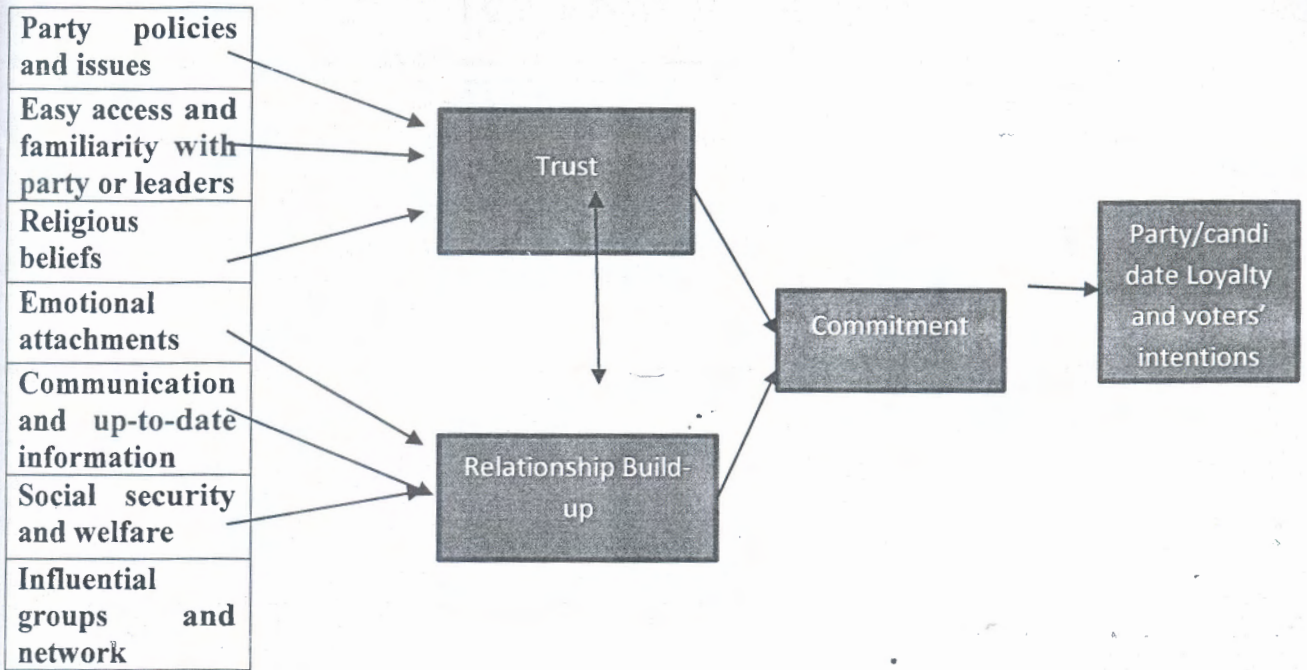 Party policies
and issues
Easy access and
familiarity with
party or leaders
Religious
beliefs
Emotional
attachments
Communication
and up-to-date
information
Social security
and welfare
Influential
groups and
network
Trust
Relationship Build-
up
Commitment
Party/candi
date Loyalty
and voters'
intentions